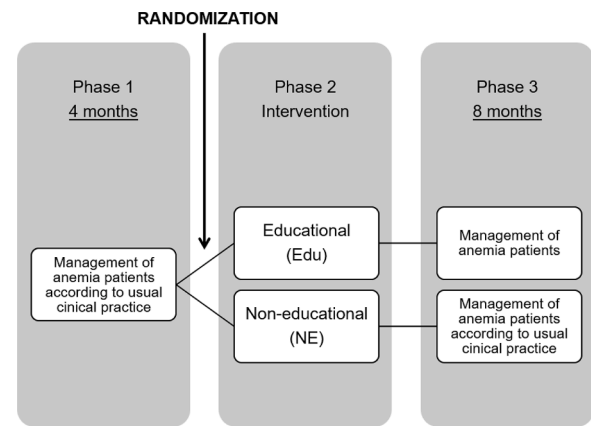 RANDOMIZATION
Phase 1
4 months
Management of
anemia patients
according to usual
cinical practice
Phase 2
Intervention
Educational
(Edu)
Non-educational
(NE)
Phase 3
8 months
Management of
anemia patients
Management of
anemia patients
according to usual
cinical practice